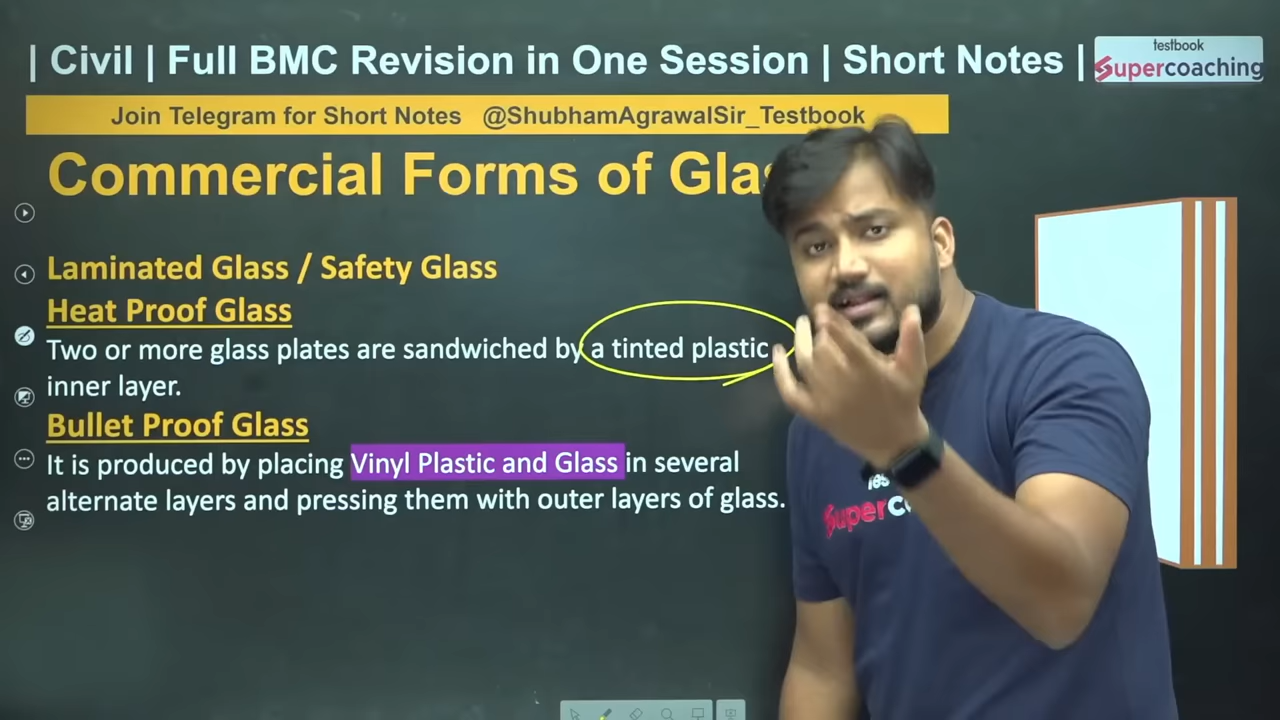 | Civil | Full BMC Revision in One Session | Short Notes |
testbook
Supercoaching
Join Telegram for Short Notes @ShubhamAgrawalSir_Testbook
Commercial Forms of Glas
Laminated Glass / Safety Glass
Heat Proof Glass
Two or more glass plates are sandwiched by a tinted plastic
inner layer.
Bullet Proof Glass
It is produced by placing Vinyl Plastic and Glass in several
alternate layers and pressing them with outer layers of glass.
Tes
Superco